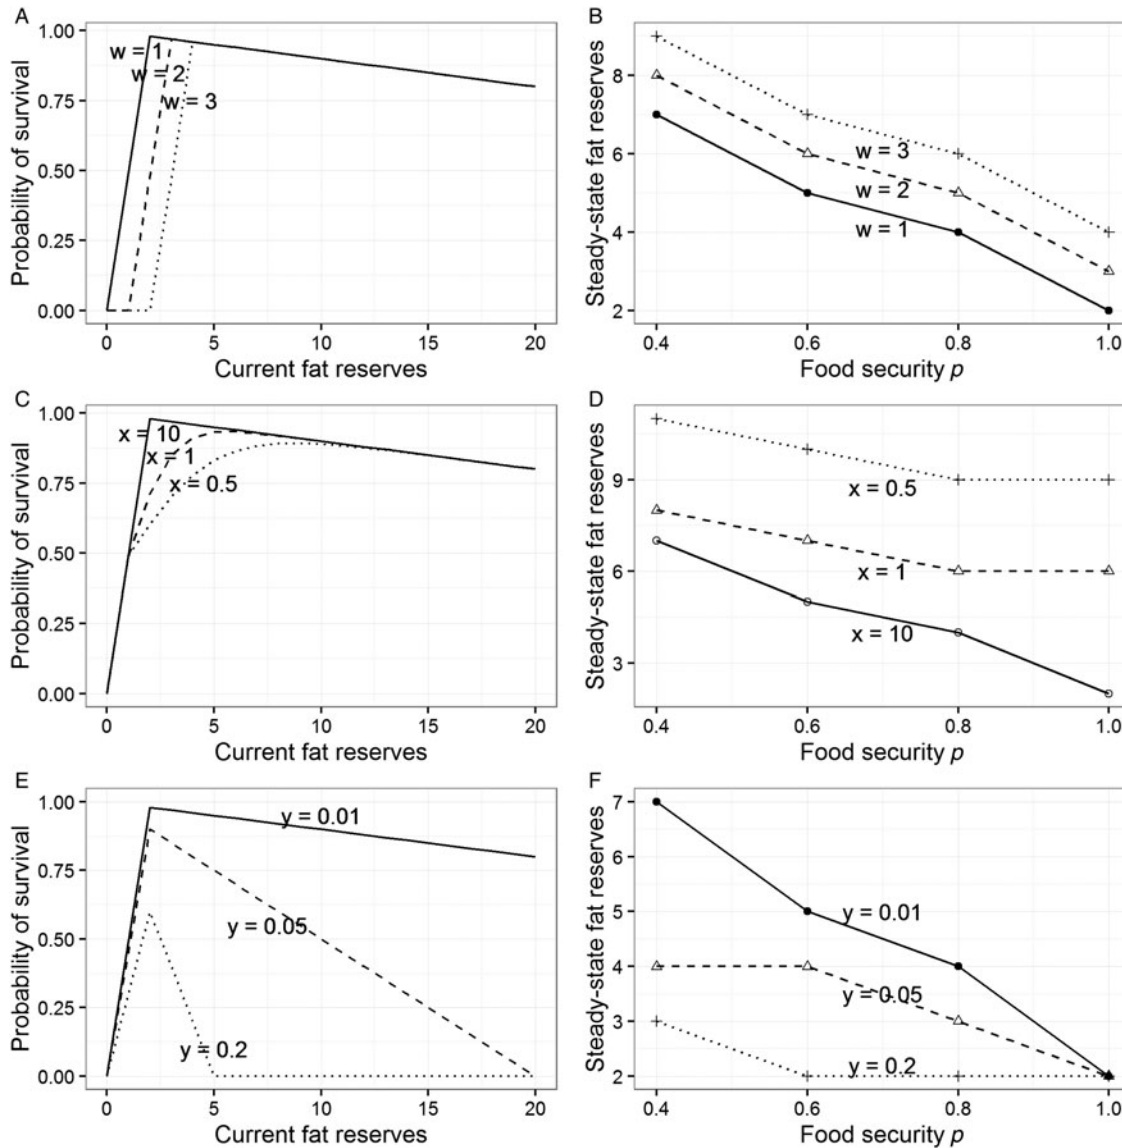 A
Probability of survival
1.00
0.75
0.50
0.25
0.00
w = 1
w = 2
w = 3
0
5
10
15
20
Current fat reserves
B
Steady-state fat reserves
8
6
4
2
w = 3
w = 2
w = 1
0.4
0.6
0.8
1.0
Food security p
C
Probability of survival
1.00
0.75
0.50
0.25
0.00
x = 10
x = 1
x = 0.5
0
5
10
15
20
Current fat reserves
D
Steady-state fat reserves
9
6
3
x = 0.5
x = 1
x = 10
0.4
0.6
0.8
1.0
Food security p
E
Probability of survival
1.00
0.75
0.50
0.25
0.00
y = 0.01
y = 0.05
y = 0.2
0
5
10
15
20
Current fat reserves
F
Steady-state fat reserves
7
6
5
4
3
2
y = 0.01
y = 0.05
y = 0.2
0.4
0.6
0.8
1.0
Food security p